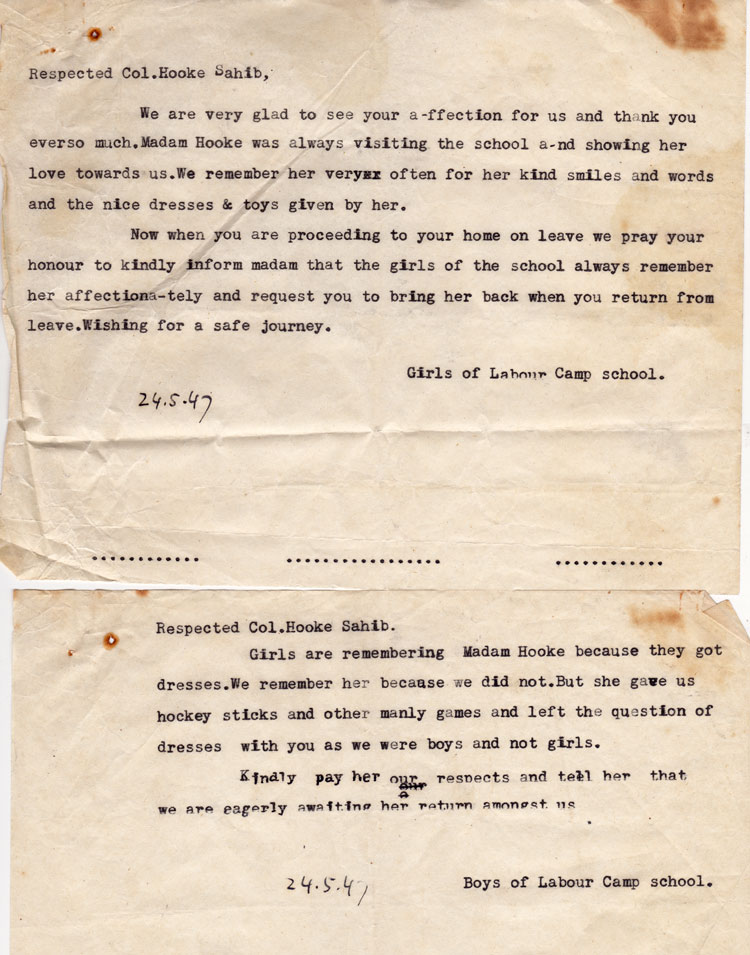 Respected Col.Hooke Sahib,
We are very glad to see your a-ffection for us and thank you
everso much.Madam Hooke was always visiting the school a-nd showing her
love towards us.We remember her veryxx often for her kind smiles and words
and the nice dresses & toys given by her.
Now when you are proceeding to your home on leave we pray your
honour to kindly inform madam that the girls of the school always remember
her affectiona-tely and request you to bring her back when you return from
leave.Wishing for a safe journey.
Girls of Labour Camp school.
24.5.47
............ ................. ............
Respected Col.Hooke Sahib.
Girls are remembering Madam Hooke because they got
dresses.We remember her because we did not.But she gave us
hockey sticks and other manly games and left the question of
dresses with you as we were boys and not girls.
Kindly pay her our respects and tell her that
we are eagerly awaiting her return amongst us
.
24.5.47
Boys of Labour Camp school.